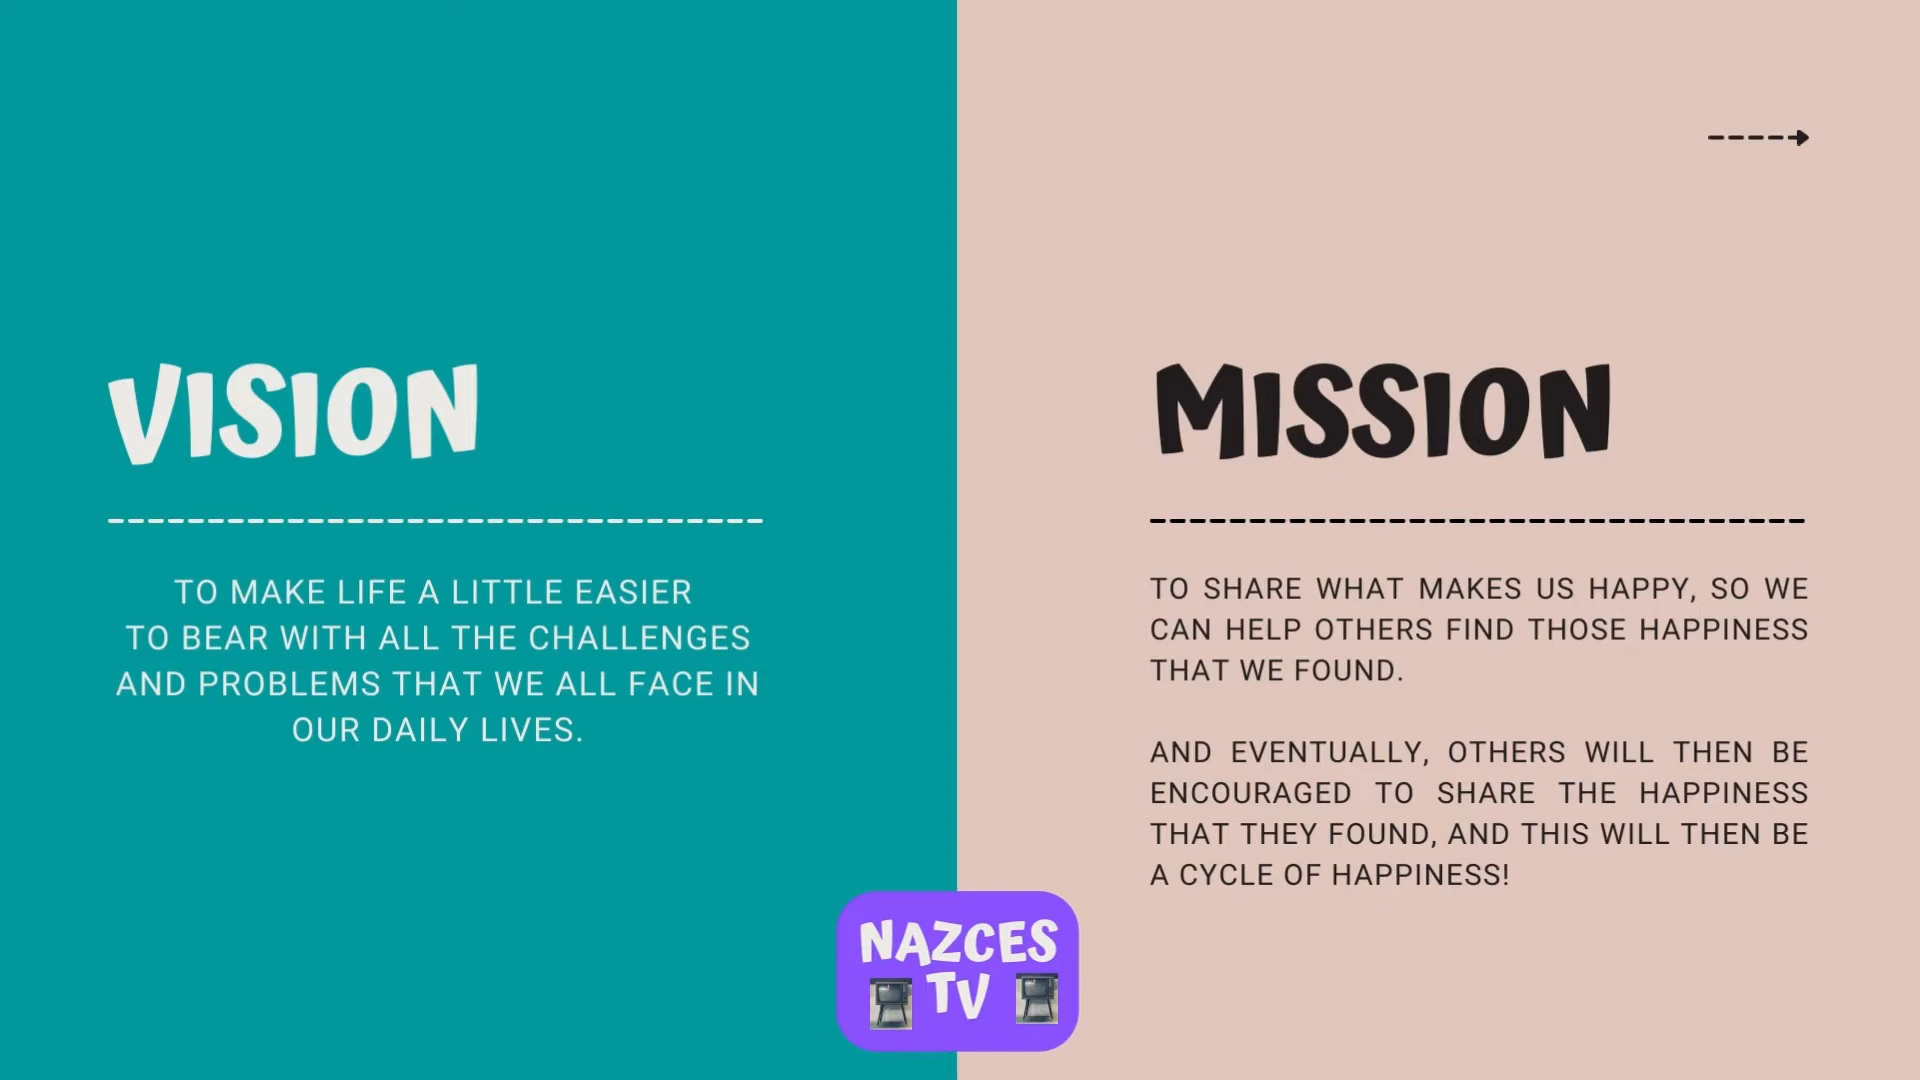 VISION
TO MAKE LIFE A LITTLE EASIER
TO BEAR WITH ALL THE CHALLENGES
AND PROBLEMS THAT WE ALL FACE IN
OUR DAILY LIVES.
MISSION
TO SHARE WHAT MAKES US HAPPY, SO WE
CAN HELP OTHERS FIND THOSE HAPPINESS
THAT WE FOUND.
AND EVENTUALLY, OTHERS WILL THEN BE
ENCOURAGED TO SHARE THE HAPPINESS
THAT THEY FOUND, AND THIS WILL THEN BE
A CYCLE OF HAPPINESS!
NAZCES
TV